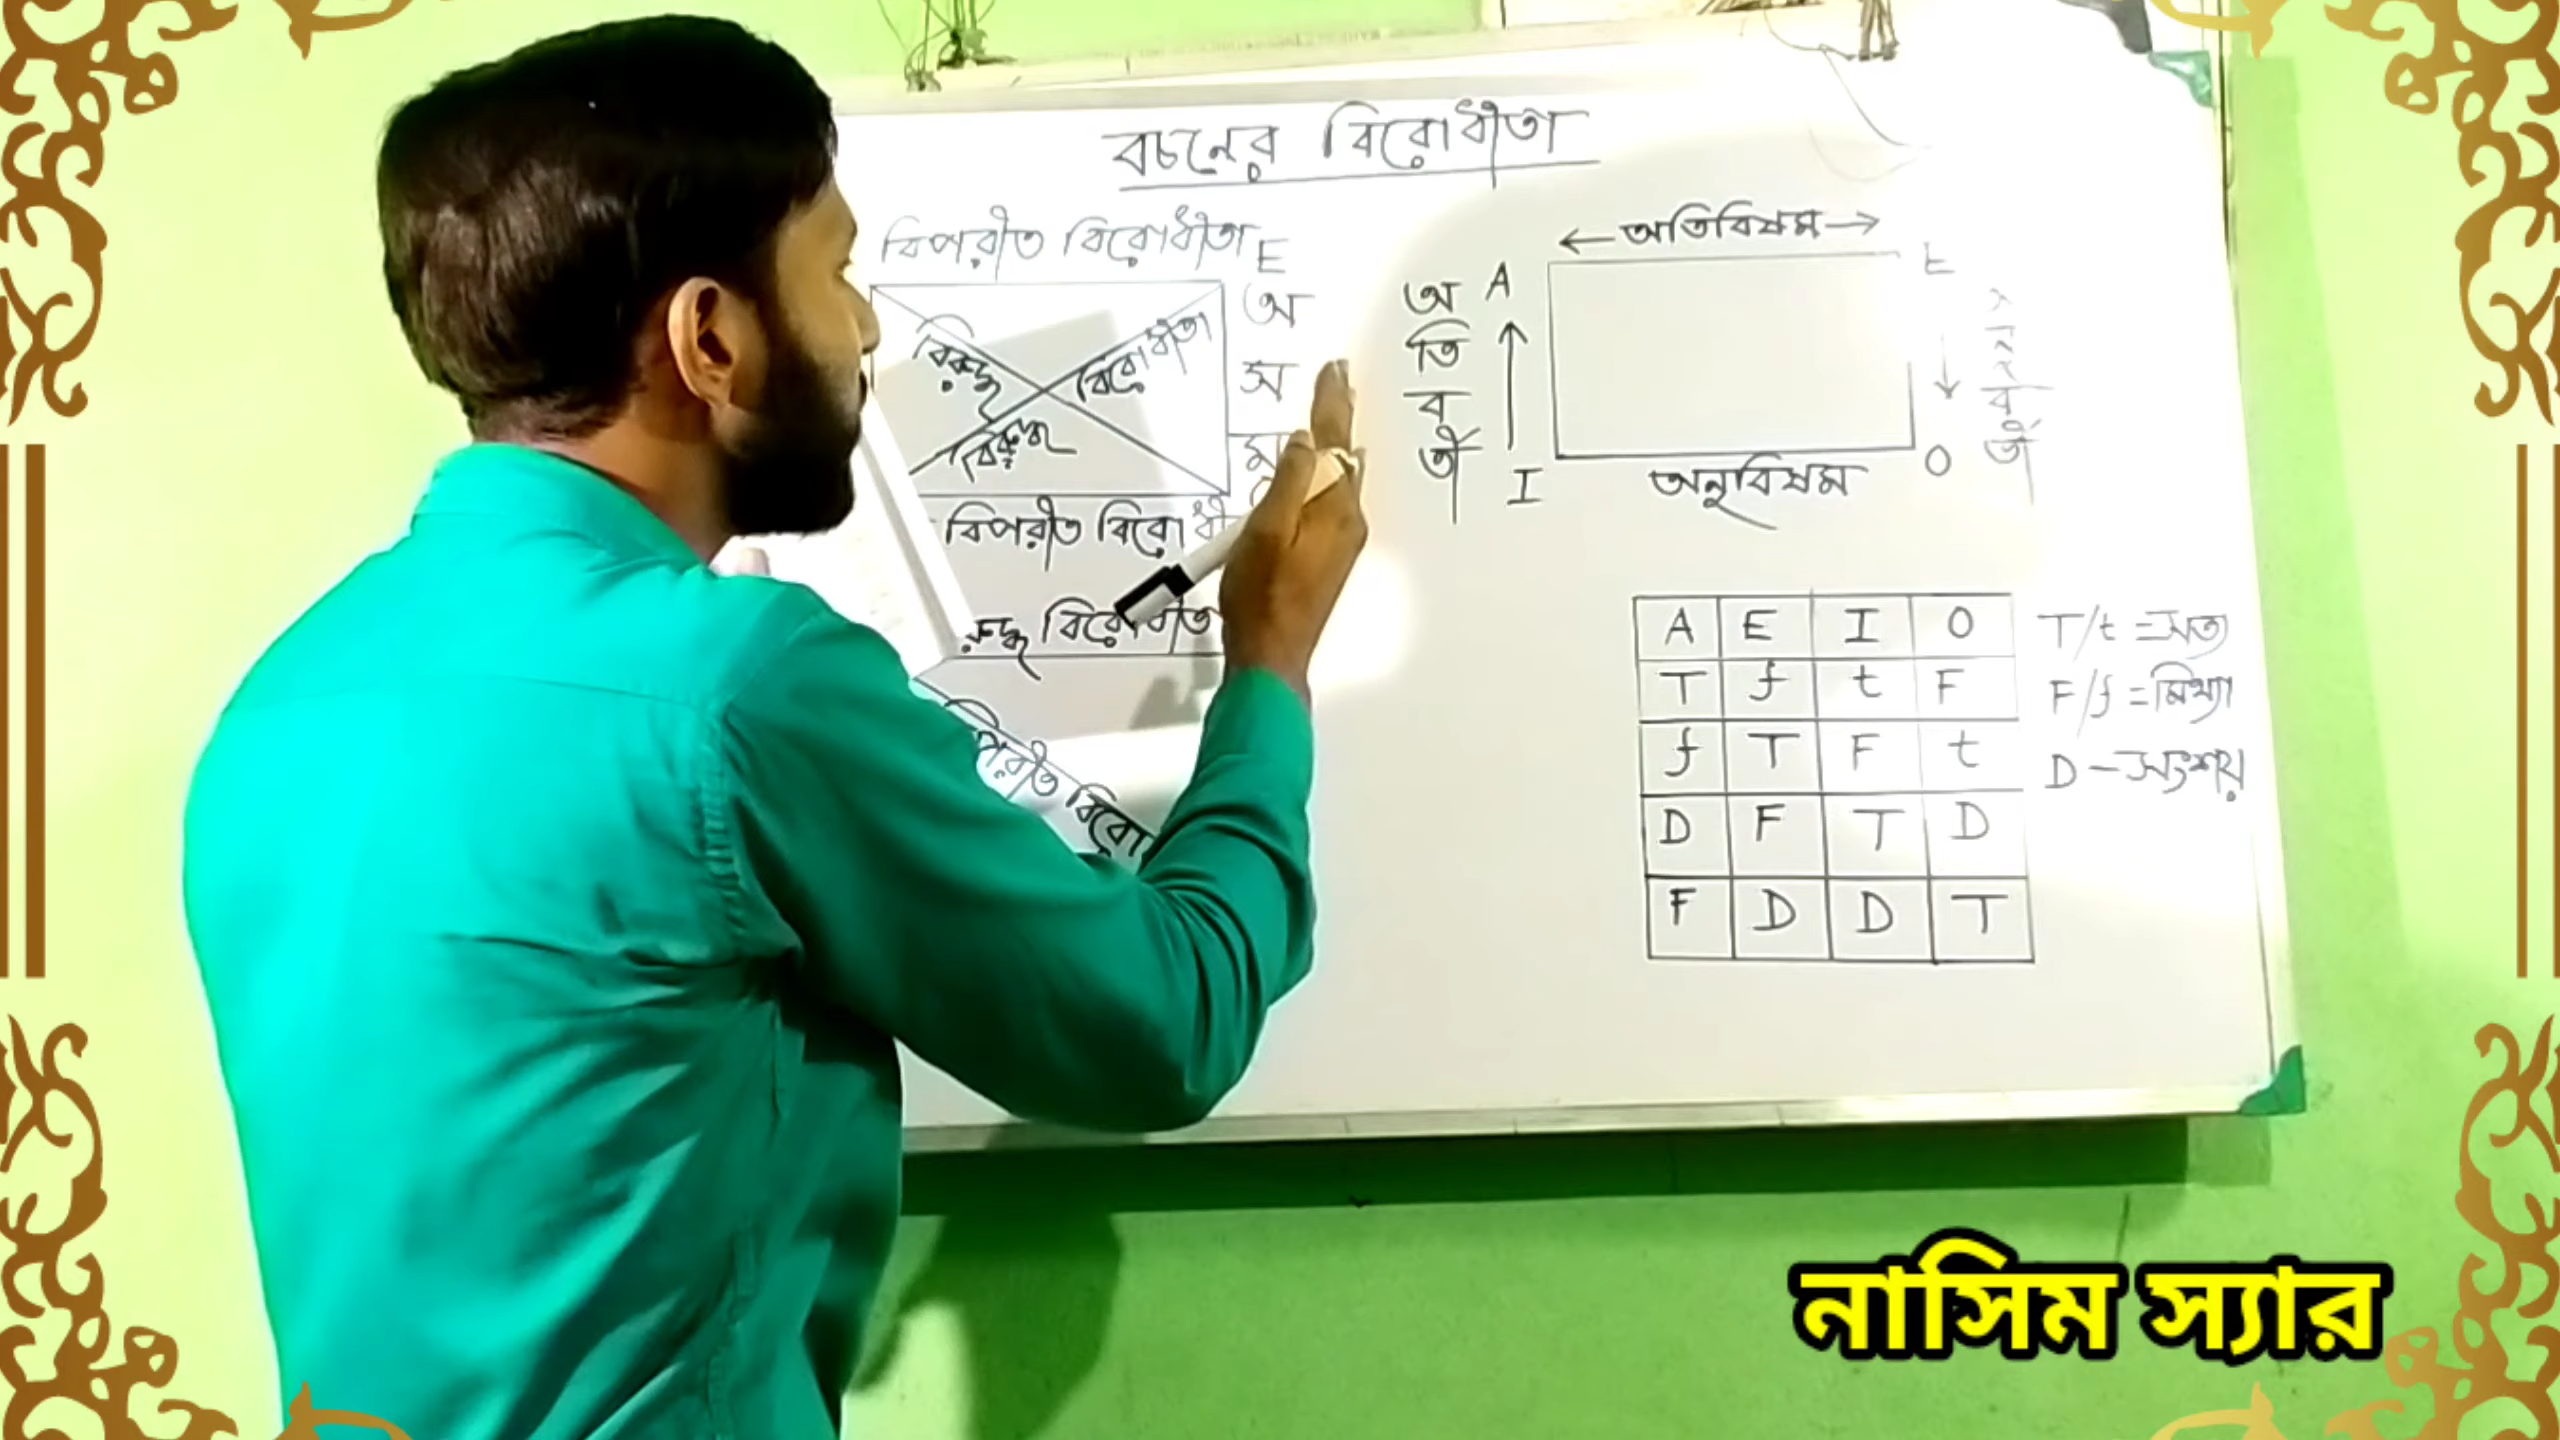 বচনের বিরোধীতা
বিপরীত বিরোধীতা E
অ
স
ম
বিরুদ্ধ
বিরোধীতা
বিরুদ্ধ
বিপরীত
বিরোধীতা
← অতিবিষম →
A E
অ
তি
ব
র্তী
I O
অনুবিষম
A E I O
T f t F
f T F t
D F T D
F D D T
T/t = সত্য
F/f = মিথ্যা
D – সংশয়
নাসিম স্যার